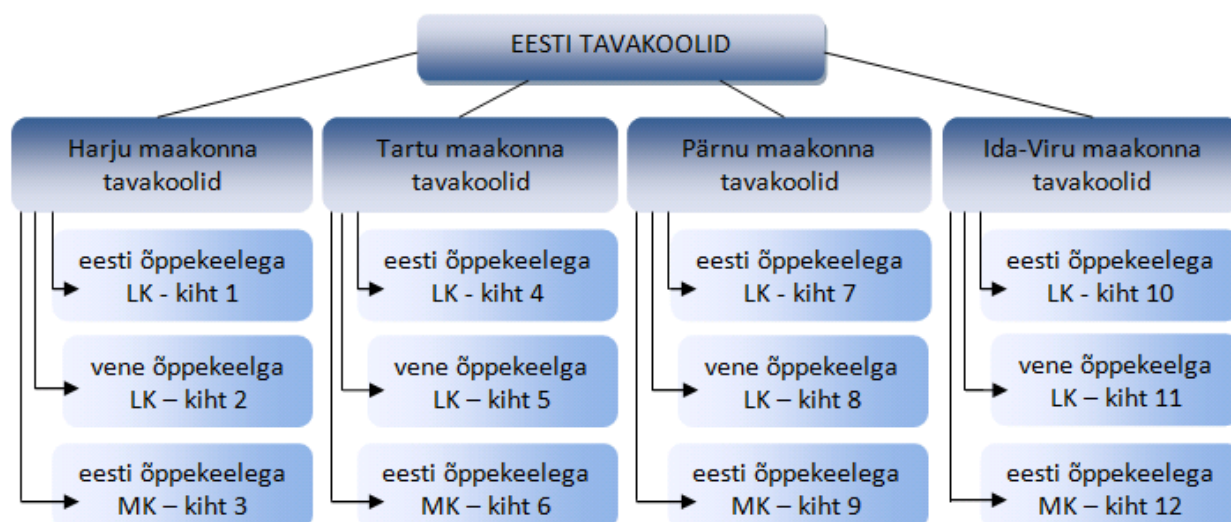 EESTI TAVAKOOLID
Harju maakonna
tavakoolid
eesti õppekeelega
LK - kiht 1
vene õppekeelga
LK – kiht 2
eesti õppekeelega
MK – kiht 3
Tartu maakonna
tavakoolid
eesti õppekeelega
LK - kiht 4
vene õppekeelga
LK – kiht 5
eesti õppekeelega
MK – kiht 6
Pärnu maakonna
tavakoolid
eesti õppekeelega
LK - kiht 7
vene õppekeelga
LK – kiht 8
eesti õppekeelega
MK – kiht 9
Ida-Viru maakonna
tavakoolid
eesti õppekeelega
LK - kiht 10
vene õppekeelga
LK – kiht 11
eesti õppekeelega
MK – kiht 12